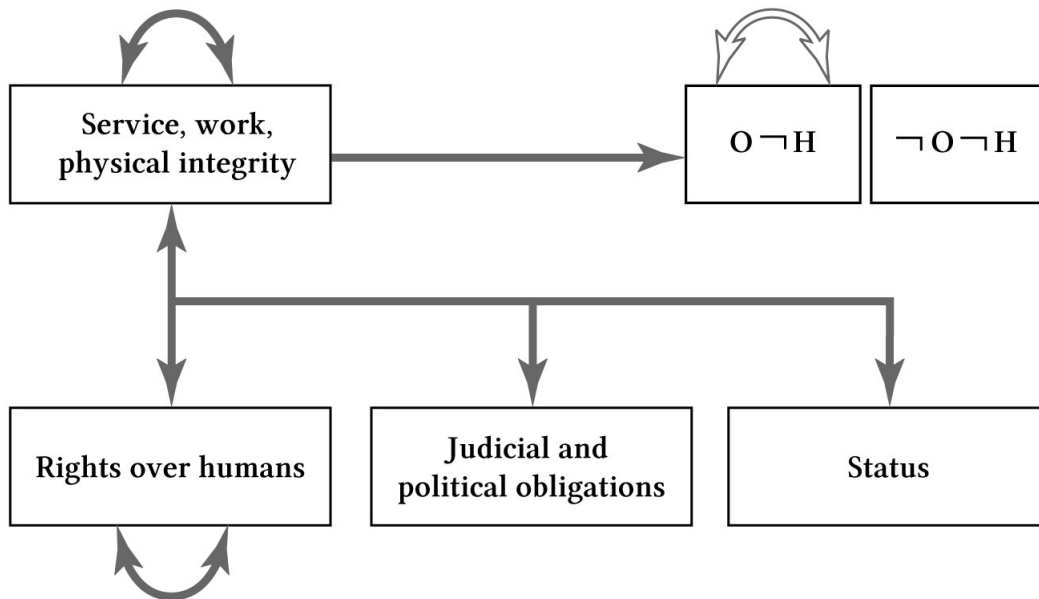 Service, work,
physical integrity
O ¬ H
¬ O ¬ H
Rights over humans
Judicial and
political obligations
Status